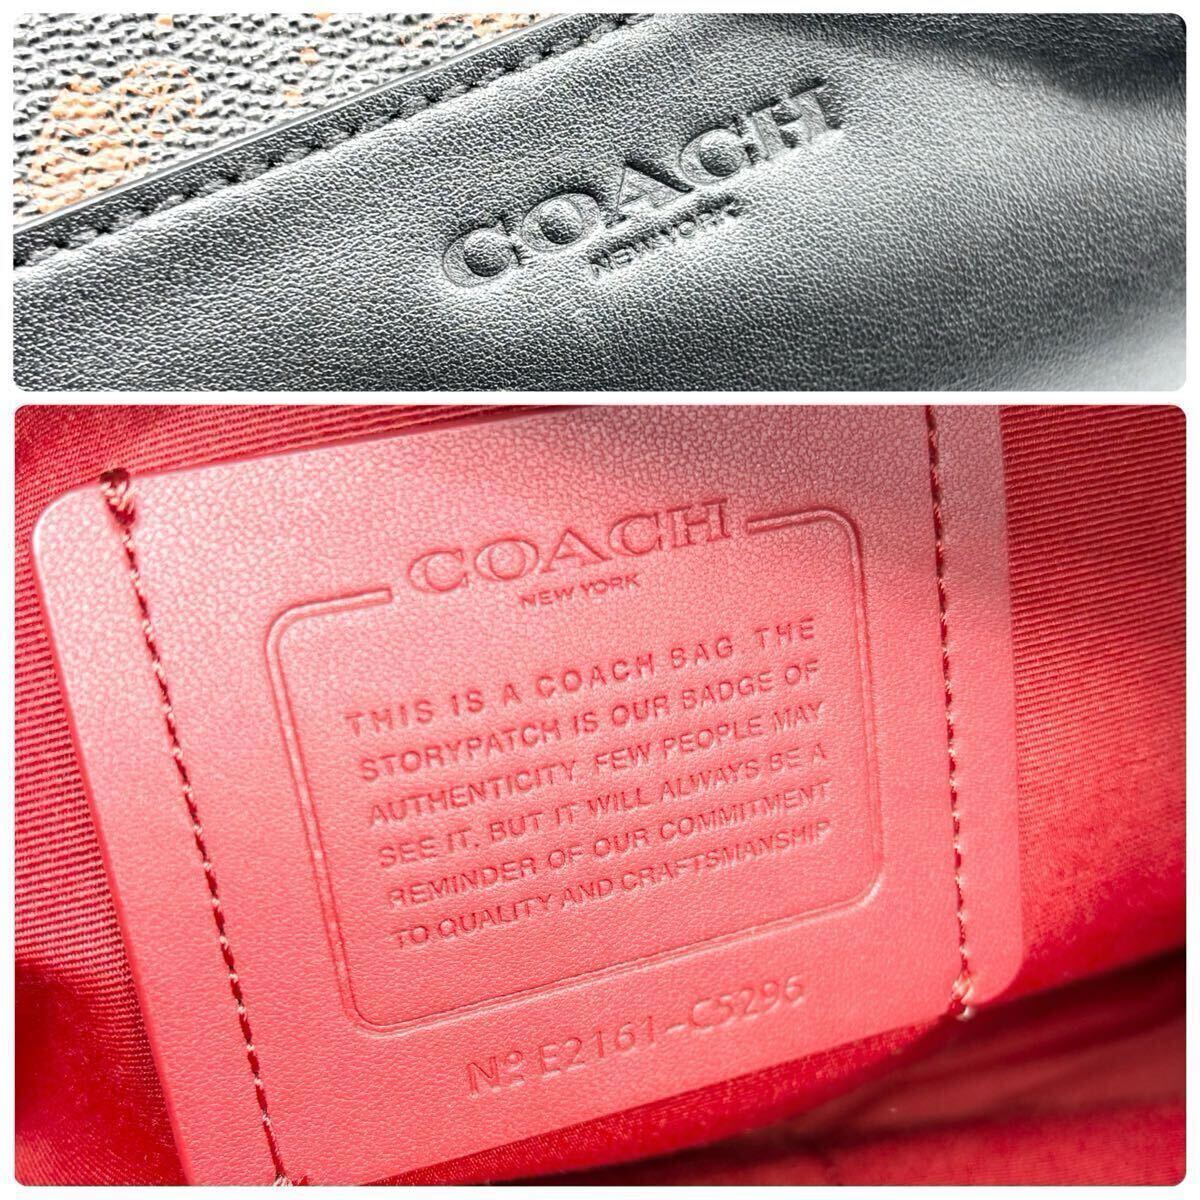 COACH
NEW YORK
COACH
NEW YORK
THIS IS A COACH BAG. THE
STORYPATCH IS OUR BADGE OF
AUTHENTICITY. FEW PEOPLE MAY
SEE IT. BUT IT WILL ALWAYS BE A
REMINDER OF OUR COMMITMENT
TO QUALITY AND CRAFTSMANSHIP
Nº E2161-C5296